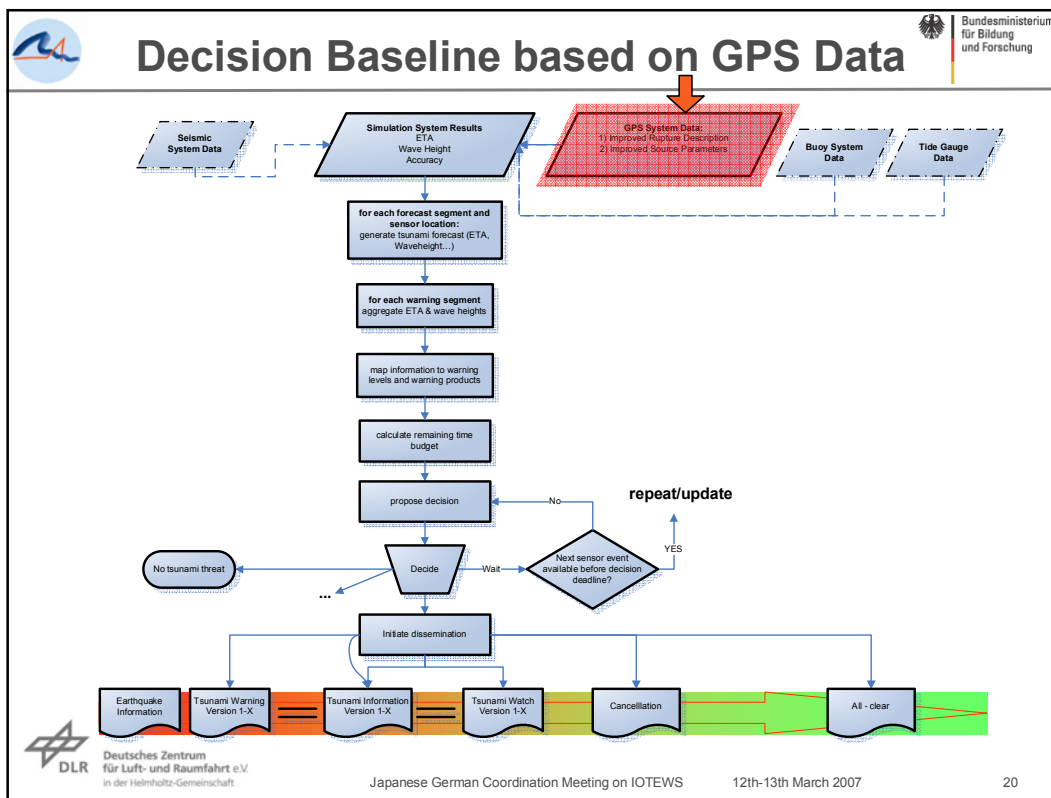 Decision Baseline based on GPS Data
Bundesministerium
für Bildung
und Forschung
Seismic
System Data
Simulation System Results
ETA
Wave Height
Accuracy
GPS System Data:
1) Improved Rupture Description
2) Improved Source Parameters
Buoy System
Data
Tide Gauge
Data
for each forecast segment and
sensor location:
generate tsunami forecast (ETA,
Waveheight…)
for each warning segment
aggregate ETA & wave heights
map information to warning
levels and warning products
calculate remaining time
budget
propose decision
No
repeat/update
YES
No tsunami threat
Decide
Wait
Next sensor event
available before decision
deadline?
...
Initiate dissemination
Earthquake
Information
Tsunami Warning
Version 1-X
Tsunami Information
Version 1-X
Tsunami Watch
Version 1-X
Cancelllation
All - clear
DLR
Deutsches Zentrum
für Luft- und Raumfahrt e.V.
in der Helmholtz-Gemeinschaft
Japanese German Coordination Meeting on IOTEWS
12th-13th March 2007
20